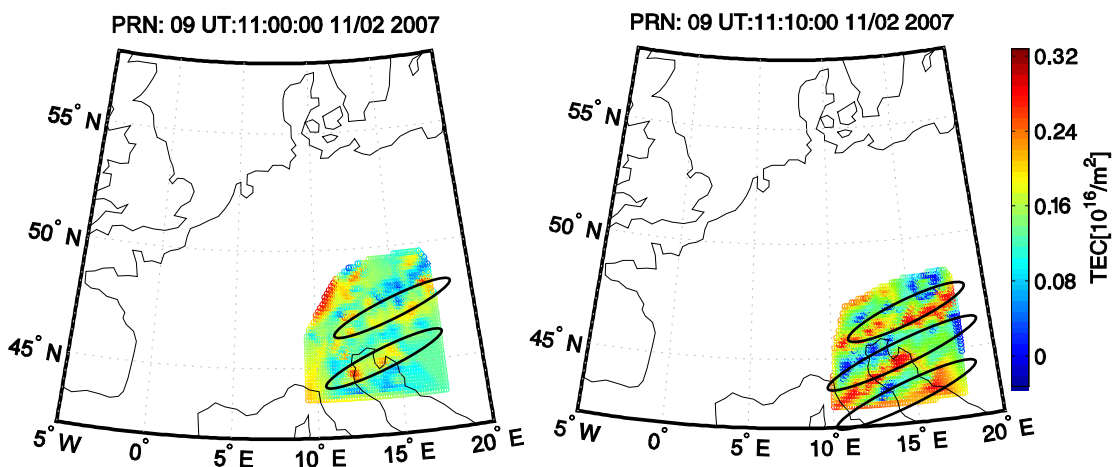 PRN: 09 UT:11:00:00 11/02 2007
55° N
50° N
45° N
5° W
0°
5° E
10° E
15° E
20° E
PRN: 09 UT:11:10:00 11/02 2007
55° N
50° N
45° N
5° W
0°
5° E
10° E
15° E
20° E
0.32
0.24
0.16
0.08
0
TEC[10^16/m^2]